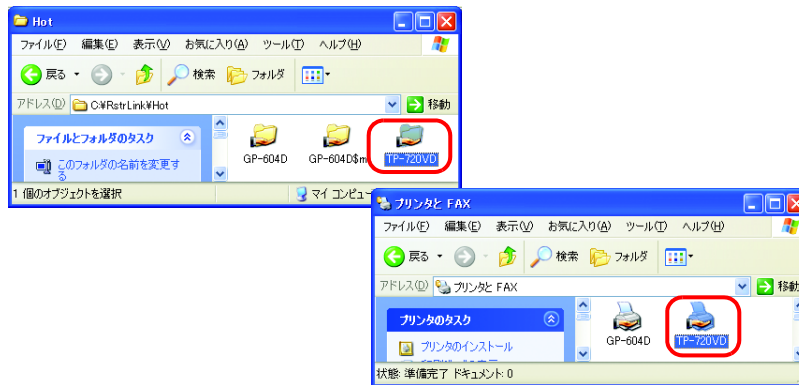 Hot
ファイル(F) 編集(E) 表示(V) お気に入り(A) ツール(T) ヘルプ(H)
戻る 検索 フォルダ
アドレス(D) C:¥RstrLink¥Hot 移動
ファイルとフォルダのタスク
このフォルダの名前を変更す
る
GP-604D GP-604D$m TP-720VD
1 個のオブジェクトを選択 マイ コンピュー
プリンタと FAX
ファイル(F) 編集(E) 表示(V) お気に入り(A) ツール(T) ヘルプ(H)
戻る 検索 フォルダ
アドレス(D) プリンタと FAX 移動
プリンタのタスク
プリンタのインストール
GP-604D TP-720VD
状態: 準備完了 ドキュメント: 0